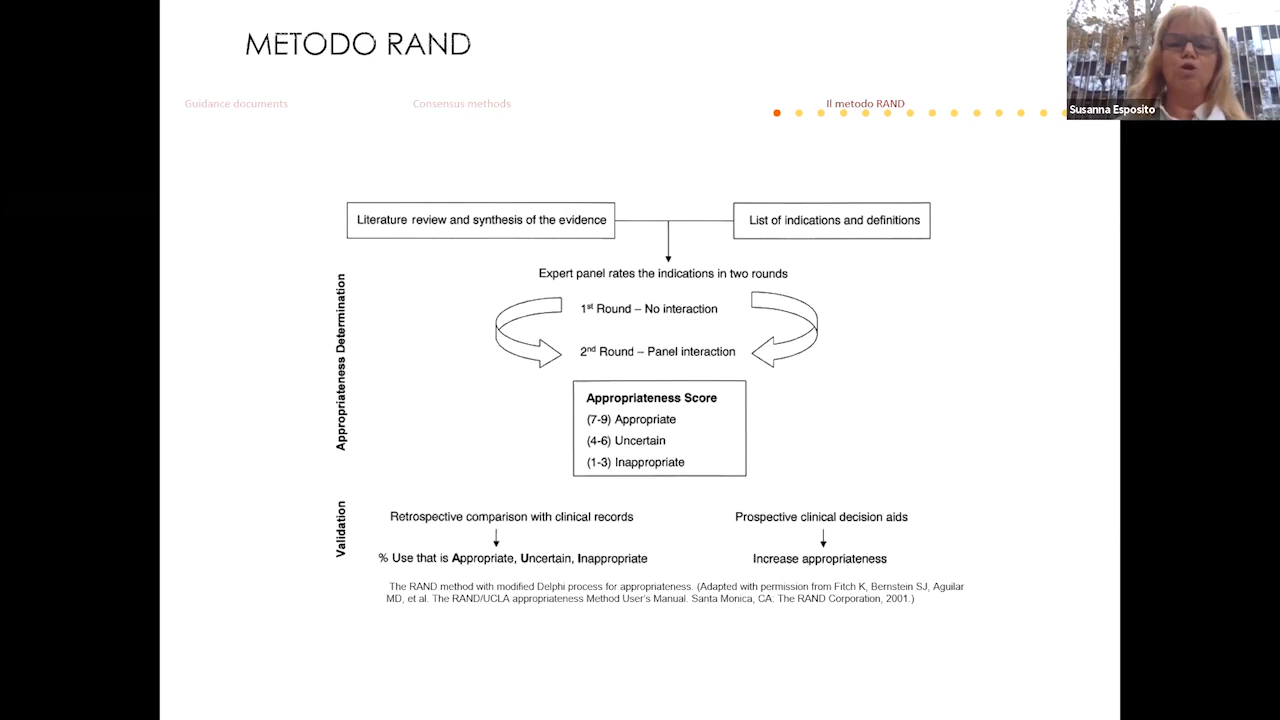 METODO RAND
Guidance documents
Consensus methods
Il metodo RAND
Susanna Esposito
Literature review and synthesis of the evidence
List of indications and definitions
Expert panel rates the indications in two rounds
1st Round – No interaction
2nd Round – Panel interaction
Appropriateness Determination
Appropriateness Score
(7-9) Appropriate
(4-6) Uncertain
(1-3) Inappropriate
Validation
Retrospective comparison with clinical records
Prospective clinical decision aids
% Use that is Appropriate, Uncertain, Inappropriate
Increase appropriateness
The RAND method with modified Delphi process for appropriateness. (Adapted with permission from Fitch K, Bernstein SJ, Aguilar
MD, et al. The RAND/UCLA appropriateness Method User's Manual. Santa Monica, CA: The RAND Corporation, 2001.)